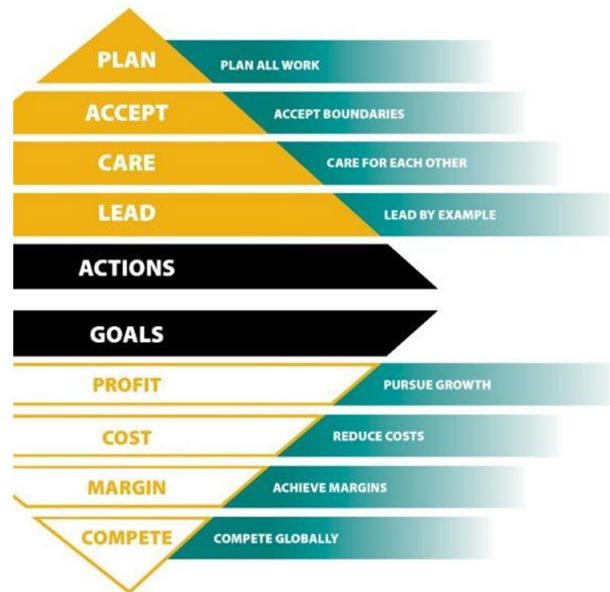 PLAN PLAN ALL WORK
ACCEPT ACCEPT BOUNDARIES
CARE CARE FOR EACH OTHER
LEAD LEAD BY EXAMPLE
ACTIONS
GOALS
PROFIT PURSUE GROWTH
COST REDUCE COSTS
MARGIN ACHIEVE MARGINS
COMPETE COMPETE GLOBALLY